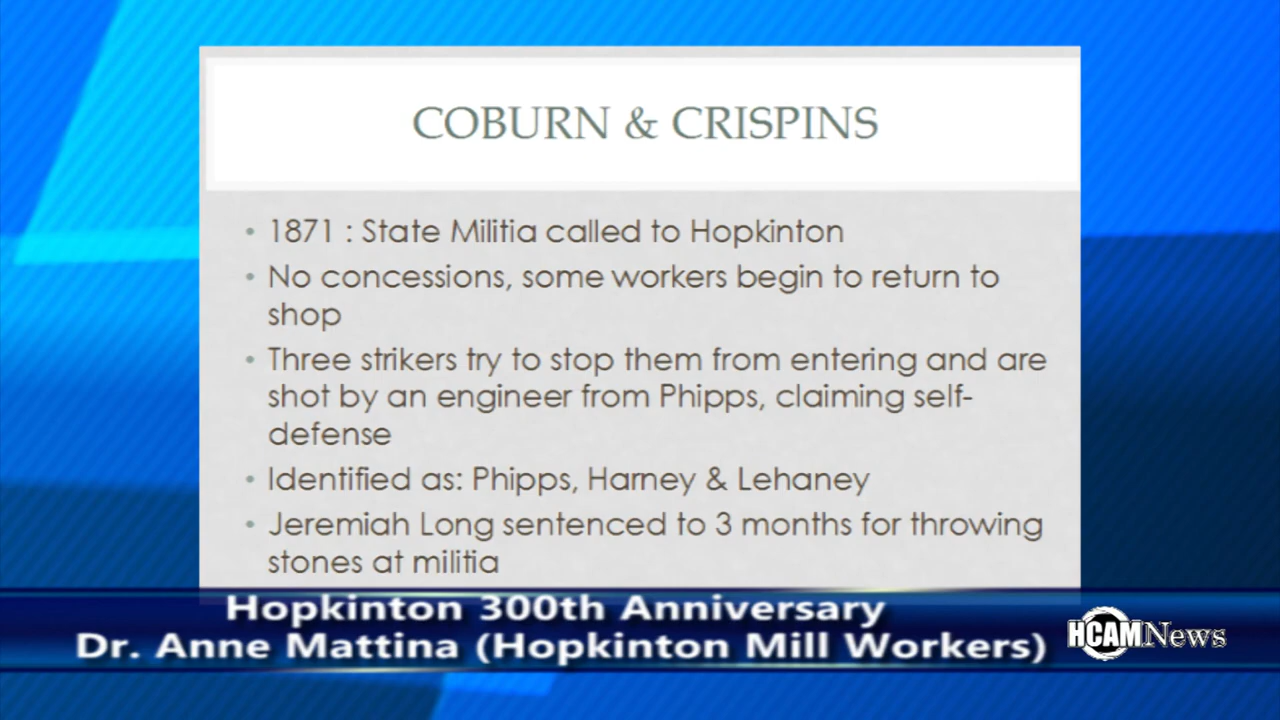 COBURN & CRISPINS
• 1871 : State Militia called to Hopkinton
• No concessions, some workers begin to return to
shop
• Three strikers try to stop them from entering and are
shot by an engineer from Phipps, claiming self-
defense
• Identified as: Phipps, Harney & Lehaney
• Jeremiah Long sentenced to 3 months for throwing
stones at militia
Hopkinton 300th Anniversary
Dr. Anne Mattina (Hopkinton Mill Workers)
HCAMNews